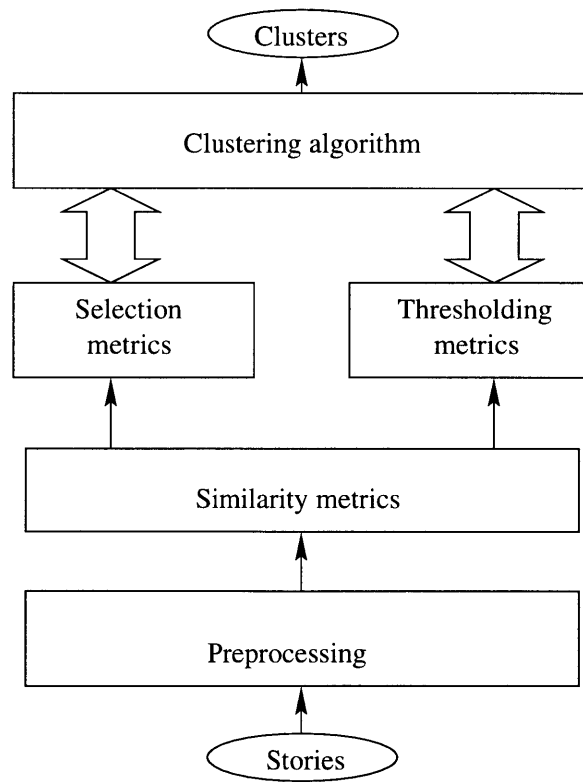 Clusters
Clustering algorithm
Selection
metrics
Thresholding
metrics
Similarity metrics
Preprocessing
Stories